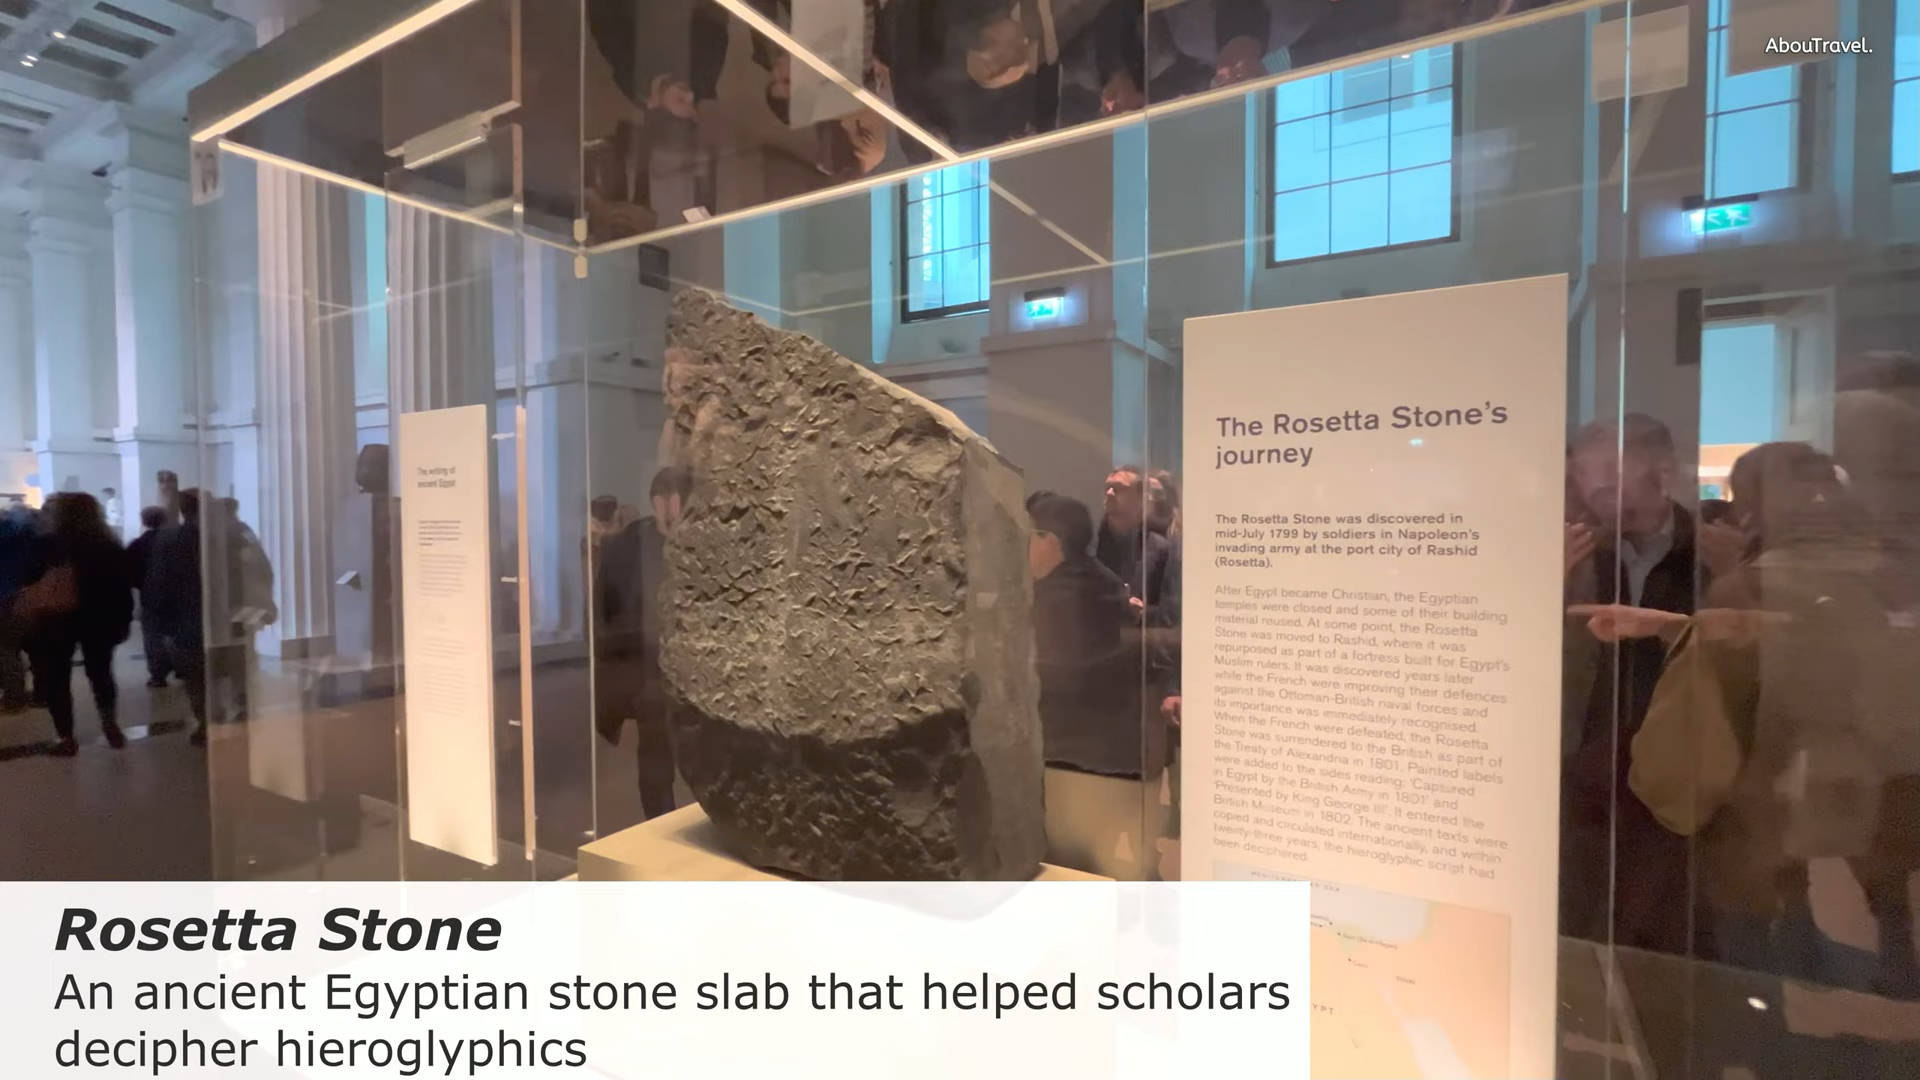 AbouTravel.
The writing of
ancient Egypt
The Rosetta Stone's
journey
The Rosetta Stone was discovered in
mid-July 1799 by soldiers in Napoleon's
invading army at the port city of Rashid
(Rosetta).
After Egypt became Christian, the Egyptian
temples were closed and some of their building
material reused. At some point, the Rosetta
Stone was moved to Rashid, where it was
repurposed as part of a fortress built for Egypt's
Muslim rulers. It was discovered years later
while the French were improving their defences
against the Ottoman-British naval forces and
its importance was immediately recognised.
When the French were defeated, the Rosetta
Stone was surrendered to the British as part of
the Treaty of Alexandria in 1801. Painted labels
were added to the sides reading: 'Captured
in Egypt by the British Army in 1801' and
'Presented by King George III'. It entered the
British Museum in 1802. The ancient texts were
copied and circulated internationally, and within
twenty-three years, the hieroglyphic script had
been deciphered.
MEDITERRANEAN SEA
Cairo
Rosetta Stone
An ancient Egyptian stone slab that helped scholars
decipher hieroglyphics